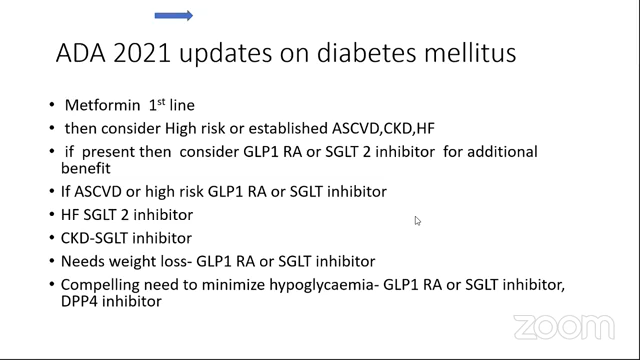 ADA 2021 updates on diabetes mellitus
• Metformin 1st line
• then consider High risk or established ASCVD,CKD,HF
• if present then consider GLP1 RA or SGLT 2 inhibitor for additional
benefit
• If ASCVD or high risk GLP1 RA or SGLT inhibitor
• HF SGLT 2 inhibitor
• CKD-SGLT inhibitor
• Needs weight loss- GLP1 RA or SGLT inhibitor
• Compelling need to minimize hypoglycaemia- GLP1 RA or SGLT inhibitor,
DPP4 inhibitor
zoom